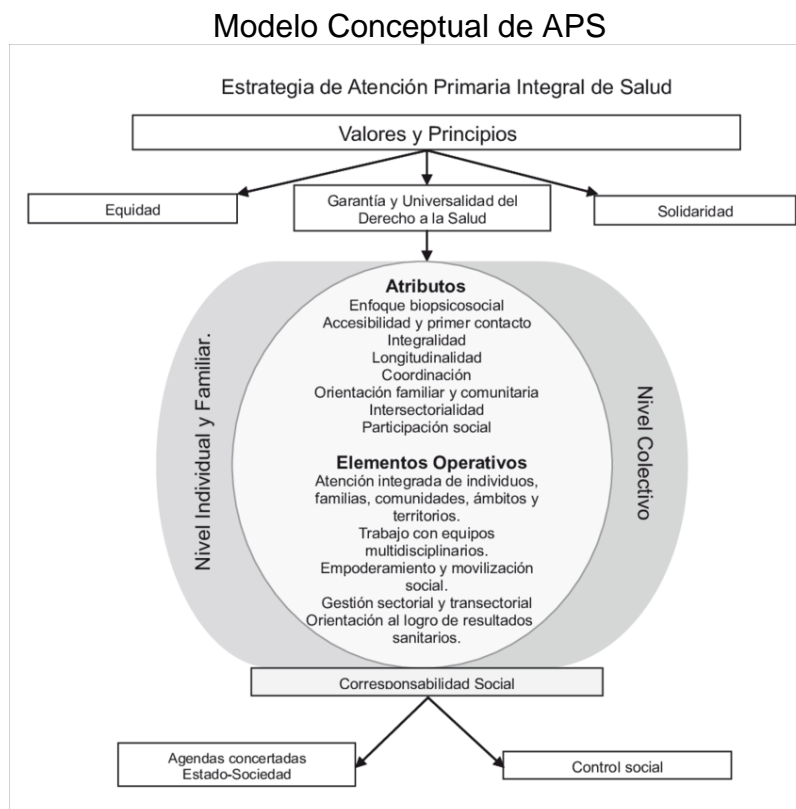 Modelo Conceptual de APS
Estrategia de Atención Primaria Integral de Salud
Valores y Principios
Equidad
Garantía y Universalidad del
Derecho a la Salud
Solidaridad
Nivel Individual y Familiar.
Atributos
Enfoque biopsicosocial
Accesibilidad y primer contacto
Integralidad
Longitudinalidad
Coordinación
Orientación familiar y comunitaria
Intersectorialidad
Participación social
Elementos Operativos
Atención integrada de individuos,
familias, comunidades, ámbitos y
territorios.
Trabajo con equipos
multidisciplinarios.
Empoderamiento y movilización
social.
Gestión sectorial y transectorial
Orientación al logro de resultados
sanitarios.
Nivel Colectivo
Corresponsabilidad Social
Agendas concertadas
Estado-Sociedad
Control social